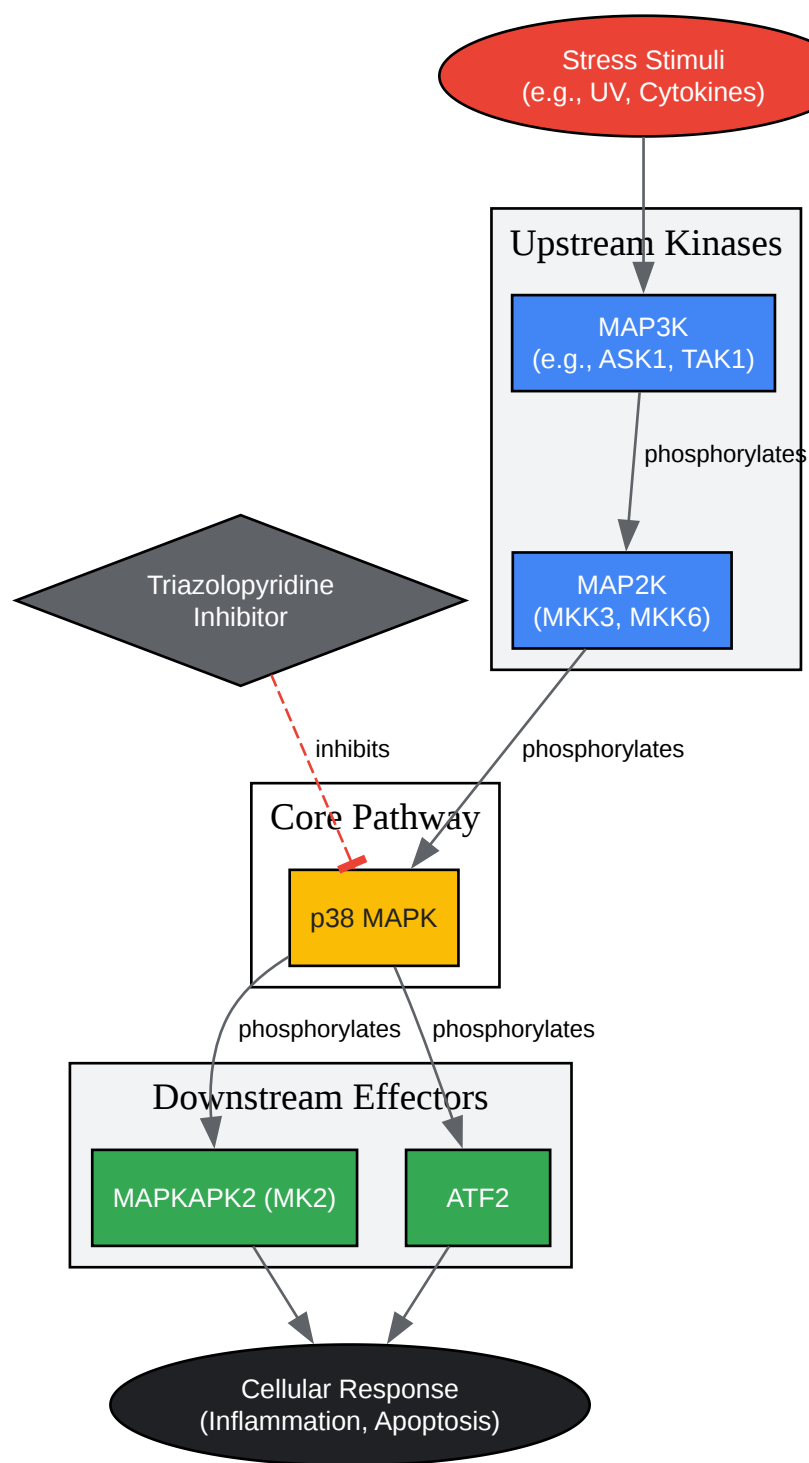 Stress Stimuli
(e.g., UV, Cytokines)
Upstream Kinases
MAP3K
(e.g., ASK1, TAK1)
phosphorylates
Triazolopyridine
Inhibitor
MAP2K
(MKK3, MKK6)
inhibits
phosphorylates
Core Pathway
p38 MAPK
phosphorylates
phosphorylates
Downstream Effectors
MAPKAPK2 (MK2)
ATF2
Cellular Response
(Inflammation, Apoptosis)